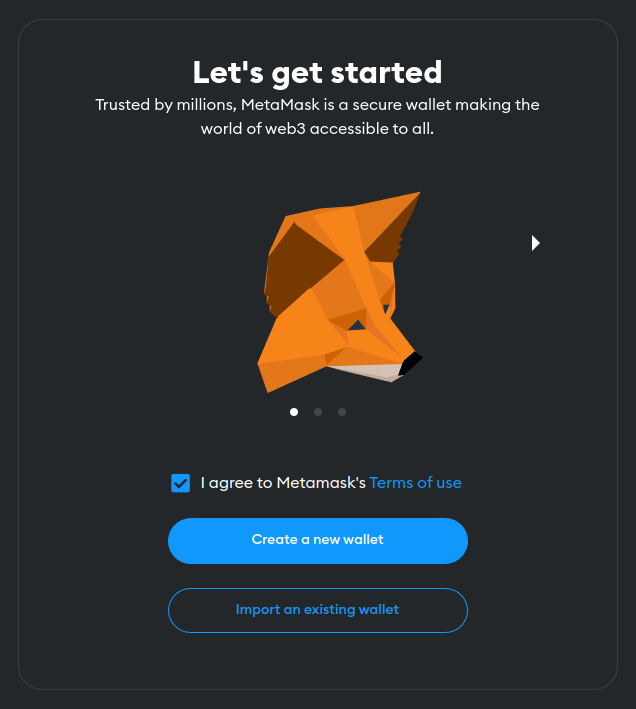 Let's get started
Trusted by millions, MetaMask is a secure wallet making the
world of web3 accessible to all.
I agree to Metamask's Terms of use
Create a new wallet
Import an existing wallet